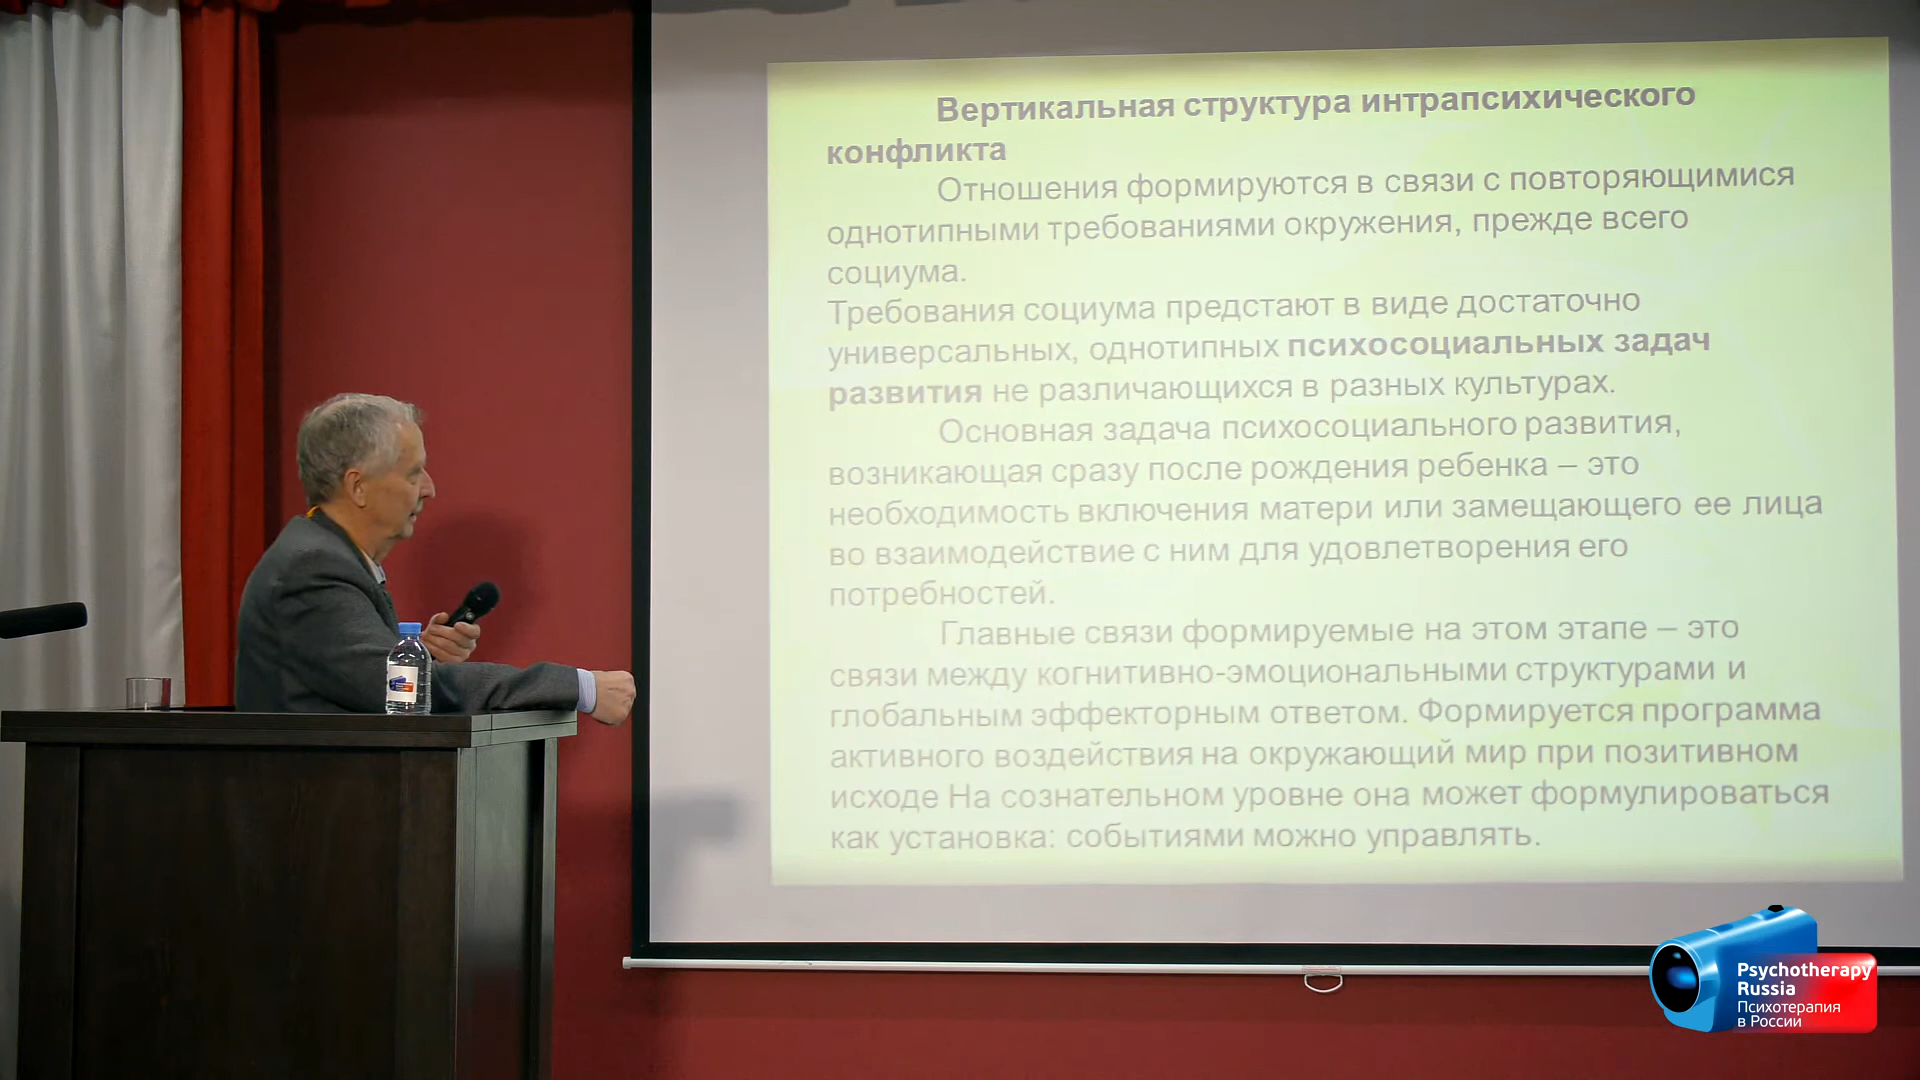 Вертикальная структура интрапсихического
конфликта
Отношения формируются в связи с повторяющимися
однотипными требованиями окружения, прежде всего
социума.
Требования социума предстают в виде достаточно
универсальных, однотипных психосоциальных задач
развития не различающихся в разных культурах.
Основная задача психосоциального развития,
возникающая сразу после рождения ребенка – это
необходимость включения матери или замещающего ее лица
во взаимодействие с ним для удовлетворения его
потребностей.
Главные связи формируемые на этом этапе – это
связи между когнитивно-эмоциональными структурами и
глобальным эффекторным ответом. Формируется программа
активного воздействия на окружающий мир при позитивном
исходе На сознательном уровне она может формулироваться
как установка: событиями можно управлять.
Psychotherapy
Russia
Психотерапия
в России